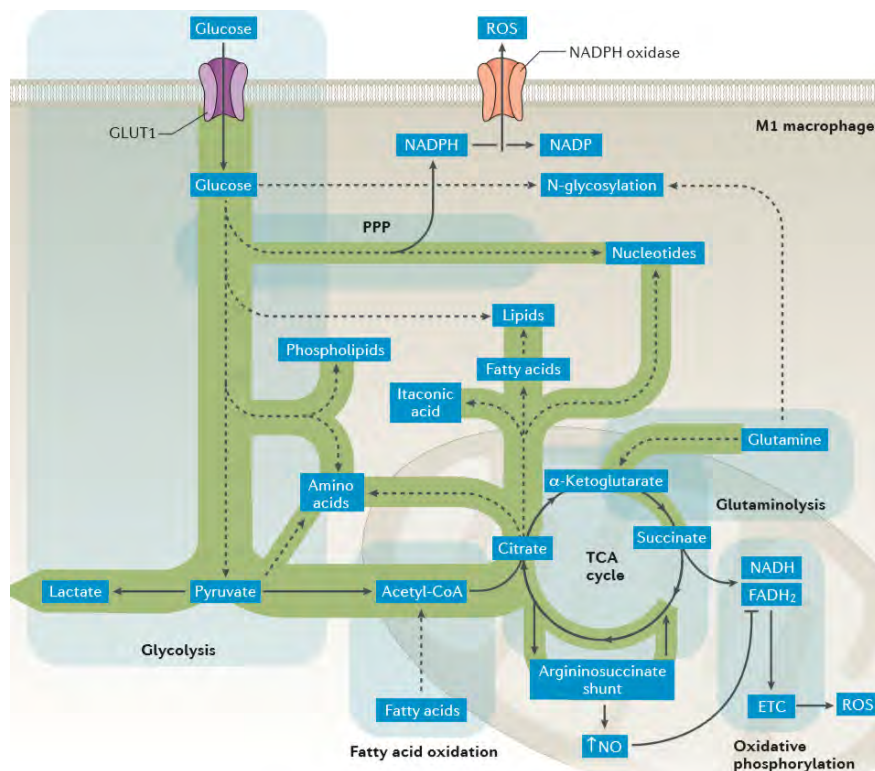 Glucose
ROS
NADPH oxidase
GLUT1
M1 macrophage
NADPH
NADP
Glucose
N-glycosylation
PPP
Nucleotides
Lipids
Phospholipids
Fatty acids
Itaconic
acid
Glutamine
α-Ketoglutarate
Amino
acids
Glutaminolysis
Citrate
Succinate
TCA
cycle
NADH
FADH₂
Lactate
Pyruvate
Acetyl-CoA
Glycolysis
Argininosuccinate
shunt
Fatty acids
ETC
ROS
↑NO
Fatty acid oxidation
Oxidative
phosphorylation